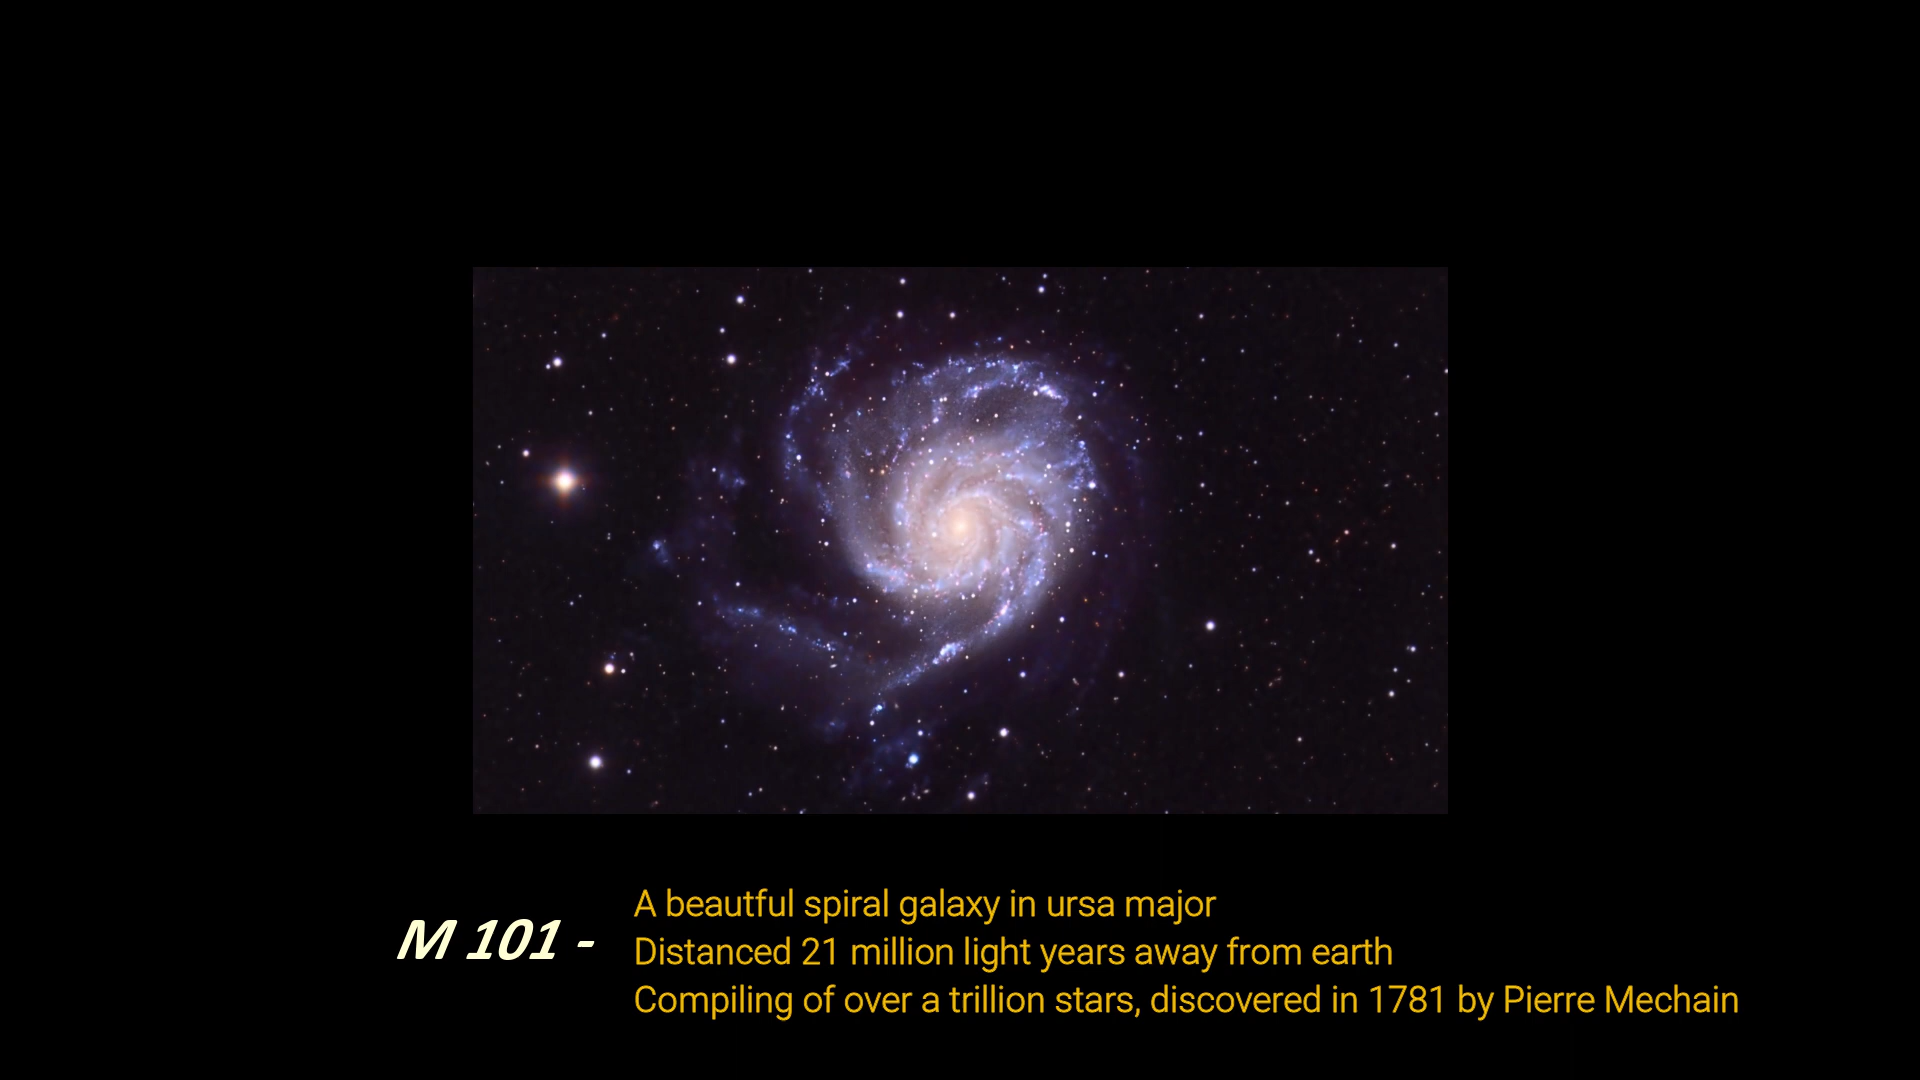 M 101 -
A beautful spiral galaxy in ursa major
Distanced 21 million light years away from earth
Compiling of over a trillion stars, discovered in 1781 by Pierre Mechain